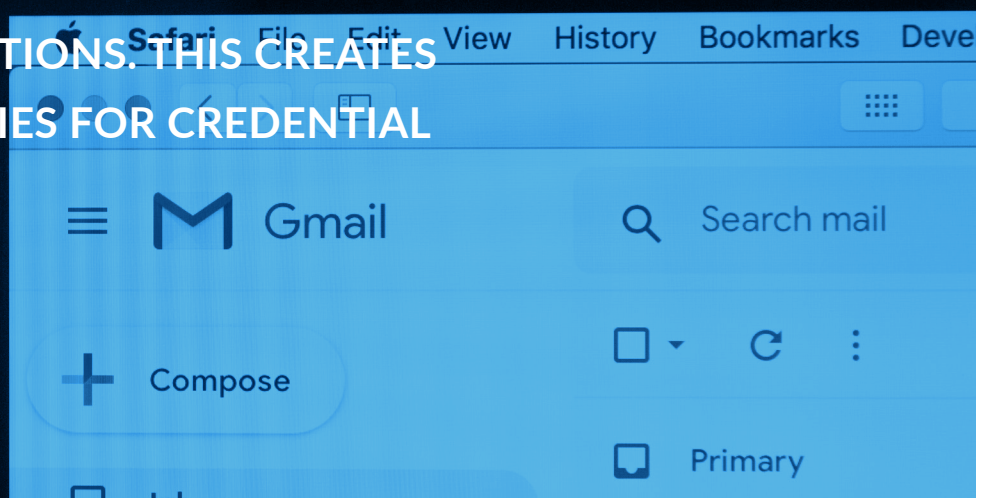 Safari File Edit View History Bookmarks Deve
TIONS. THIS CREATES
IES FOR CREDENTIAL
Gmail
Search mail
Compose
Primary